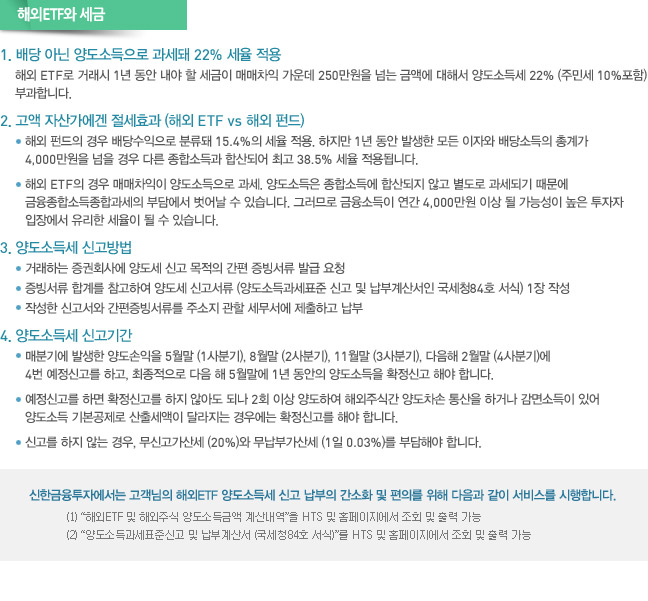 해외ETF와 세금
1. 배당 아닌 양도소득으로 과세돼 22% 세율 적용
해외 ETF로 거래시 1년 동안 내야 할 세금이 매매차익 가운데 250만원을 넘는 금액에 대해서 양도소득세 22% (주민세 10%포함)
부과합니다.
2. 고액 자산가에겐 절세효과 (해외 ETF vs 해외 펀드)
• 해외 펀드의 경우 배당수익으로 분류돼 15.4%의 세율 적용. 하지만 1년 동안 발생한 모든 이자와 배당소득의 총계가
4,000만원을 넘을 경우 다른 종합소득과 합산되어 최고 38.5% 세율 적용됩니다.
• 해외 ETF의 경우 매매차익이 양도소득으로 과세. 양도소득은 종합소득에 합산되지 않고 별도로 과세되기 때문에
금융종합소득종합과세의 부담에서 벗어날 수 있습니다. 그러므로 금융소득이 연간 4,000만원 이상 될 가능성이 높은 투자자
입장에서 유리한 세율이 될 수 있습니다.
3. 양도소득세 신고방법
• 거래하는 증권회사에 양도세 신고 목적의 간편 증빙서류 발급 요청
• 증빙서류 합계를 참고하여 양도세 신고서류 (양도소득과세표준 신고 및 납부계산서인 국세청84호 서식) 1장 작성
• 작성한 신고서와 간편증빙서류를 주소지 관할 세무서에 제출하고 납부
4. 양도소득세 신고기간
• 매분기에 발생한 양도손익을 5월말 (1사분기), 8월말 (2사분기), 11월말 (3사분기), 다음해 2월말 (4사분기)에
4번 예정신고를 하고, 최종적으로 다음 해 5월말에 1년 동안의 양도소득을 확정신고 해야 합니다.
• 예정신고를 하면 확정신고를 하지 않아도 되나 2회 이상 양도하여 해외주식간 양도차손 통산을 하거나 감면소득이 있어
양도소득 기본공제로 산출세액이 달라지는 경우에는 확정신고를 해야 합니다.
• 신고를 하지 않는 경우, 무신고가산세 (20%)와 무납부가산세 (1일 0.03%)를 부담해야 합니다.
신한금융투자에서는 고객님의 해외ETF 양도소득세 신고 납부의 간소화 및 편의를 위해 다음과 같이 서비스를 시행합니다.
(1) “해외ETF 및 해외주식 양도소득금액 계산내역”을 HTS 및 홈페이지에서 조회 및 출력 가능
(2) “양도소득과세표준신고 및 납부계산서 (국세청84호 서식)”를 HTS 및 홈페이지에서 조회 및 출력 가능